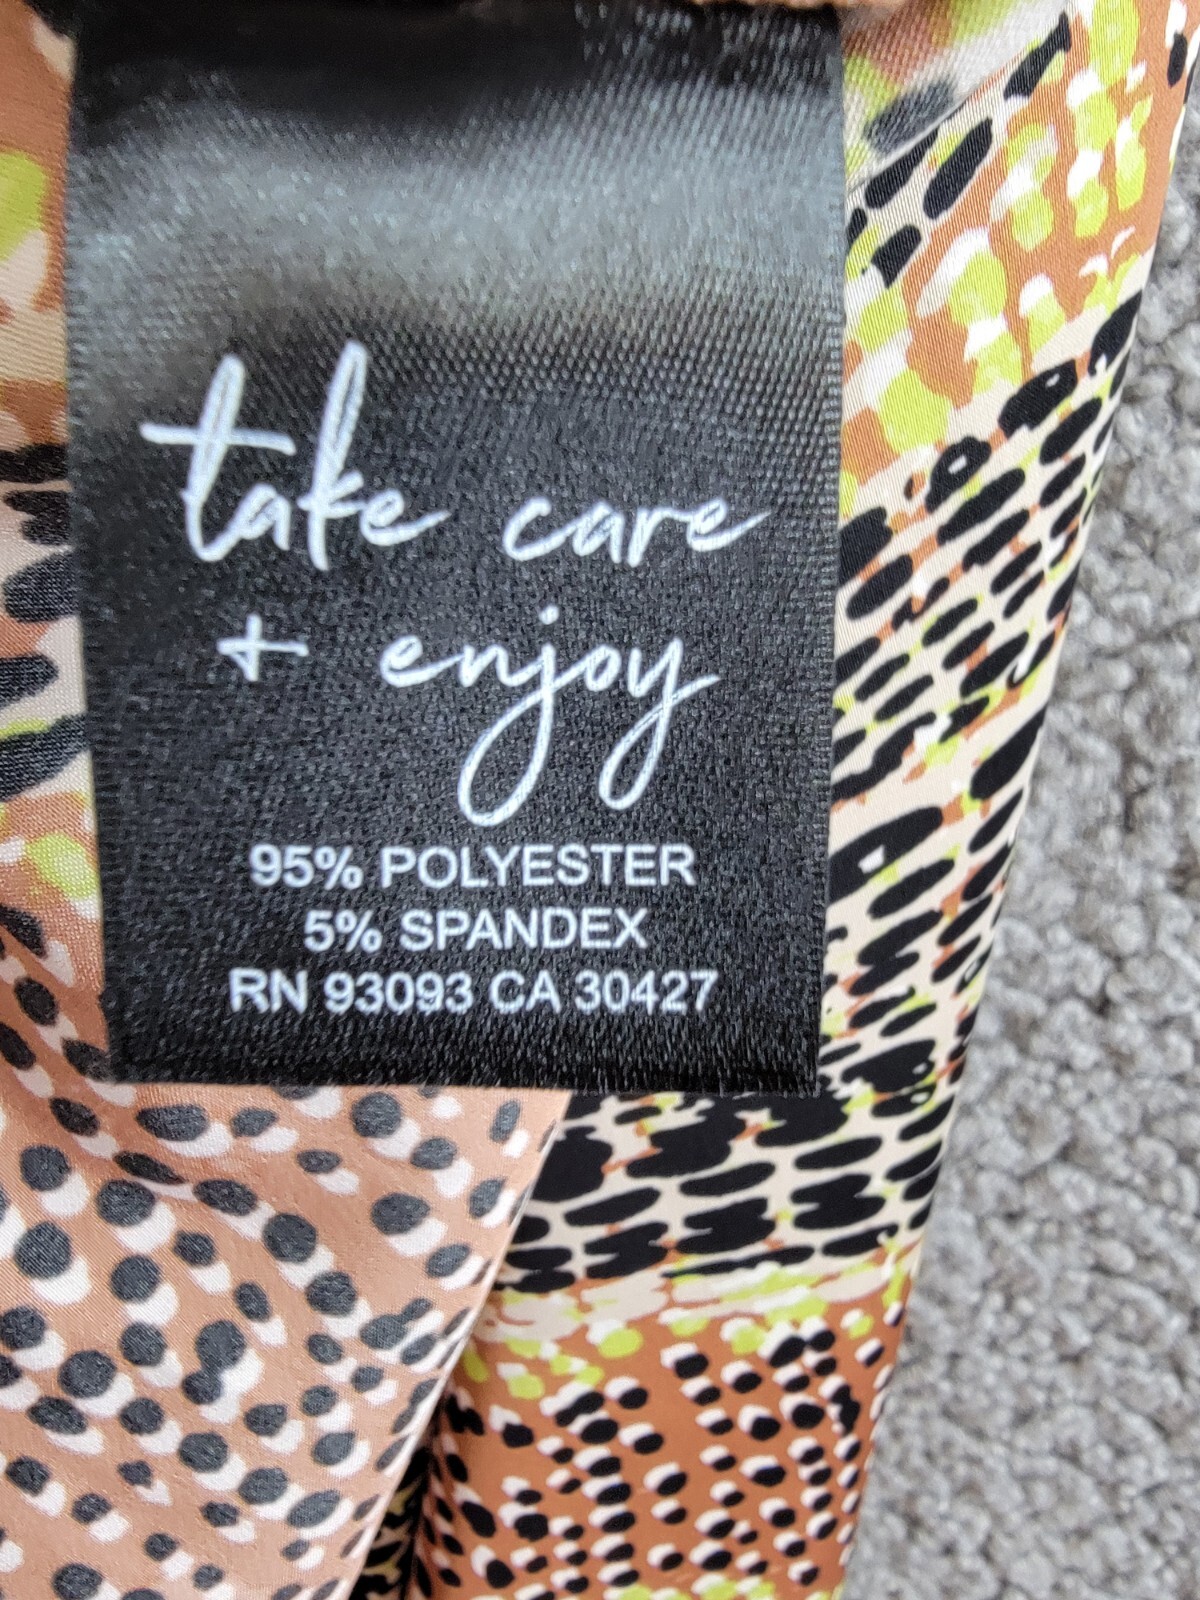 take care
+ enjoy
95% POLYESTER
5% SPANDEX
RN 93093 CA 30427